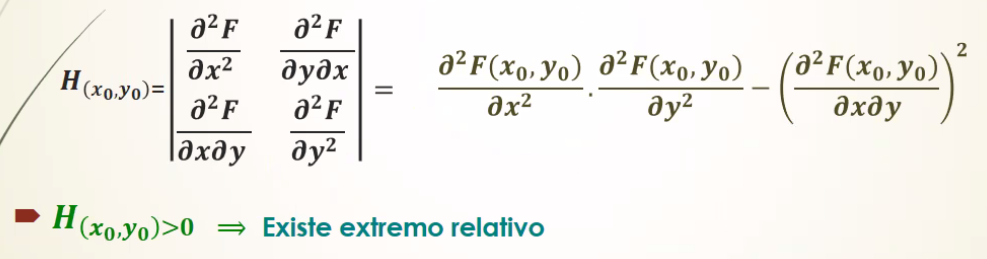 H(x₀,y₀)= | ∂²F/∂x² ∂²F/∂y∂x | = ∂²F(x₀, y₀)/∂x² . ∂²F(x₀, y₀)/∂y² − (∂²F(x₀, y₀)/∂x∂y)²
| ∂²F/∂x∂y ∂²F/∂y² |
H(x₀,y₀)>0 ⇒ Existe extremo relativo